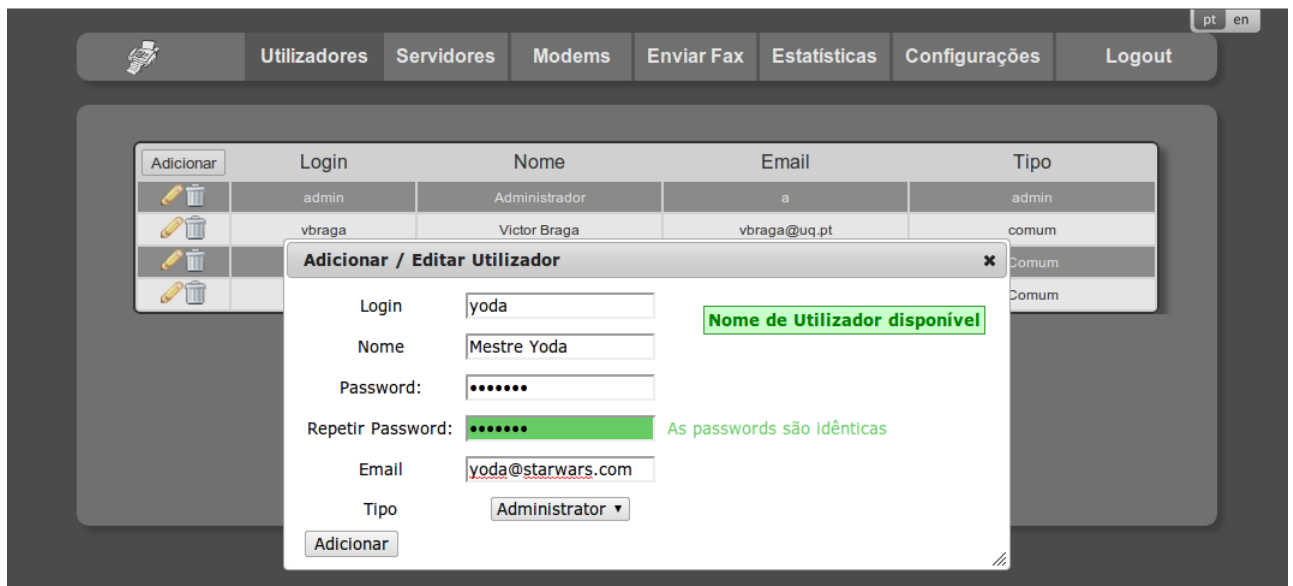 pt en
Utilizadores Servidores Modems Enviar Fax Estatísticas Configurações Logout
Adicionar Login Nome Email Tipo
admin Administrador a admin
vbraga Victor Braga vbraga@uq.pt comum
Adicionar / Editar Utilizador
Comum
Login yoda
Nome de Utilizador disponível
Comum
Nome Mestre Yoda
Password: •••••••
Repetir Password: ••••••• As passwords são idênticas
Email yoda@starwars.com
Tipo Administrator
Adicionar